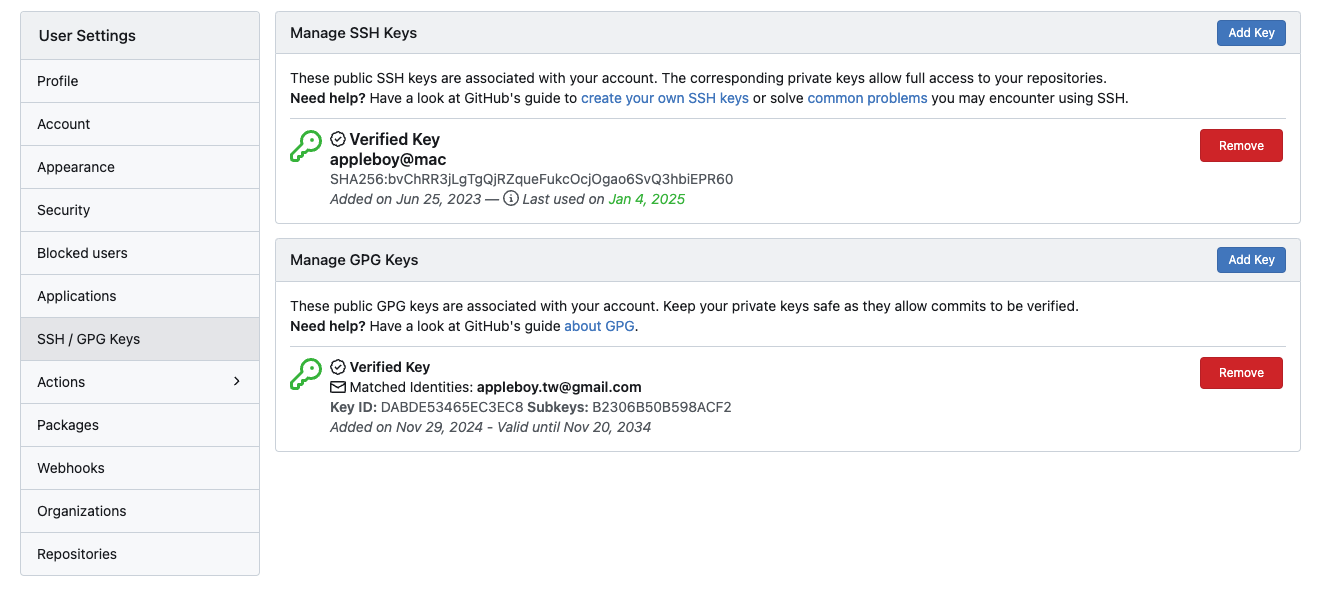 User Settings
Profile
Account
Appearance
Security
Blocked users
Applications
SSH / GPG Keys
Actions
Packages
Webhooks
Organizations
Repositories
Manage SSH Keys
Add Key
These public SSH keys are associated with your account. The corresponding private keys allow full access to your repositories.
Need help? Have a look at GitHub's guide to create your own SSH keys or solve common problems you may encounter using SSH.
Verified Key
appleboy@mac
SHA256:bvChRR3jLgTgQjRZqueFukcOcjOgao6SvQ3hbiEPR60
Added on Jun 25, 2023 — Last used on Jan 4, 2025
Remove
Manage GPG Keys
Add Key
These public GPG keys are associated with your account. Keep your private keys safe as they allow commits to be verified.
Need help? Have a look at GitHub's guide about GPG.
Verified Key
Matched Identities: appleboy.tw@gmail.com
Key ID: DABDE53465EC3EC8 Subkeys: B2306B50B598ACF2
Added on Nov 29, 2024 - Valid until Nov 20, 2034
Remove